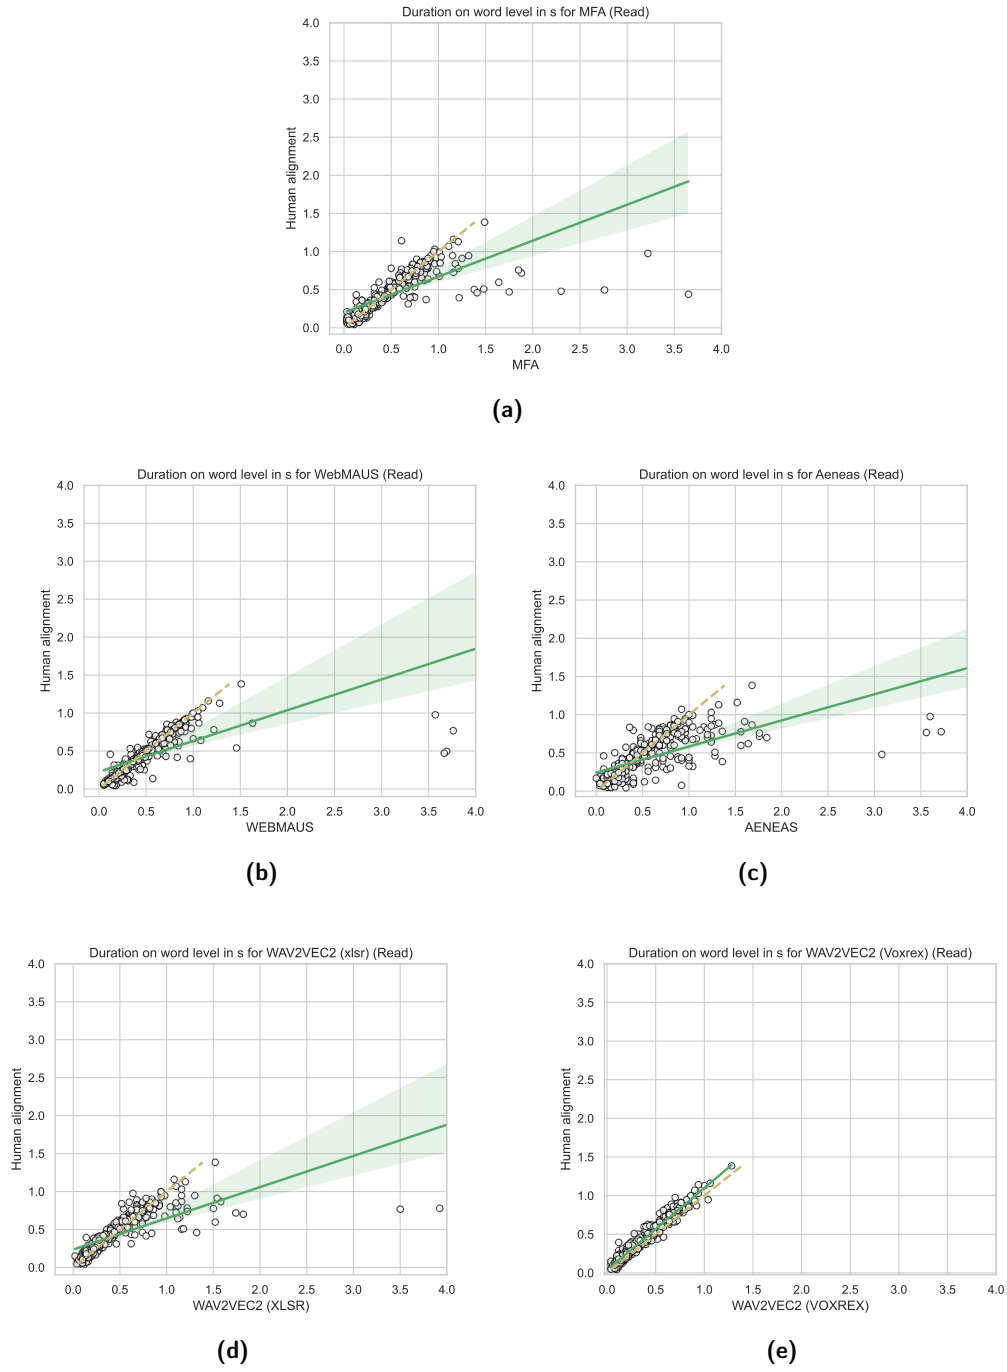 Duration on word level in s for MFA (Read)
4.0
3.5
3.0
2.5
2.0
1.5
1.0
0.5
0.0
Human alignment
0.0 0.5 1.0 1.5 2.0 2.5 3.0 3.5 4.0
MFA
(a)
Duration on word level in s for WebMAUS (Read)
4.0
3.5
3.0
2.5
2.0
1.5
1.0
0.5
0.0
Human alignment
0.0 0.5 1.0 1.5 2.0 2.5 3.0 3.5 4.0
WEBMAUS
(b)
Duration on word level in s for Aeneas (Read)
4.0
3.5
3.0
2.5
2.0
1.5
1.0
0.5
0.0
Human alignment
0.0 0.5 1.0 1.5 2.0 2.5 3.0 3.5 4.0
AENEAS
(c)
Duration on word level in s for WAV2VEC2 (xlsr) (Read)
4.0
3.5
3.0
2.5
2.0
1.5
1.0
0.5
0.0
Human alignment
0.0 0.5 1.0 1.5 2.0 2.5 3.0 3.5 4.0
WAV2VEC2 (XLSR)
(d)
Duration on word level in s for WAV2VEC2 (Voxrex) (Read)
4.0
3.5
3.0
2.5
2.0
1.5
1.0
0.5
0.0
Human alignment
0.0 0.5 1.0 1.5 2.0 2.5 3.0 3.5 4.0
WAV2VEC2 (VOXREX)
(e)